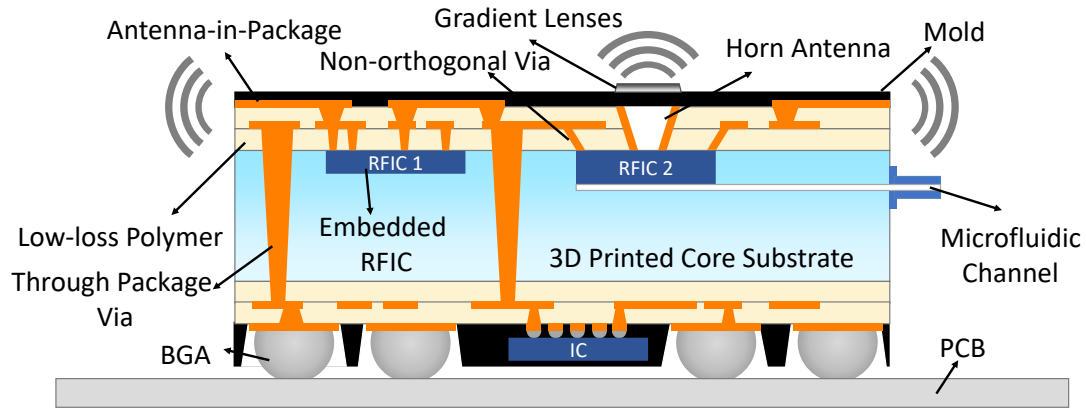 Gradient Lenses
Antenna-in-Package
Horn Antenna
Mold
Non-orthogonal Via
RFIC 1
RFIC 2
Low-loss Polymer
Embedded
RFIC
3D Printed Core Substrate
Microfluidic
Channel
Through Package
Via
BGA
IC
PCB